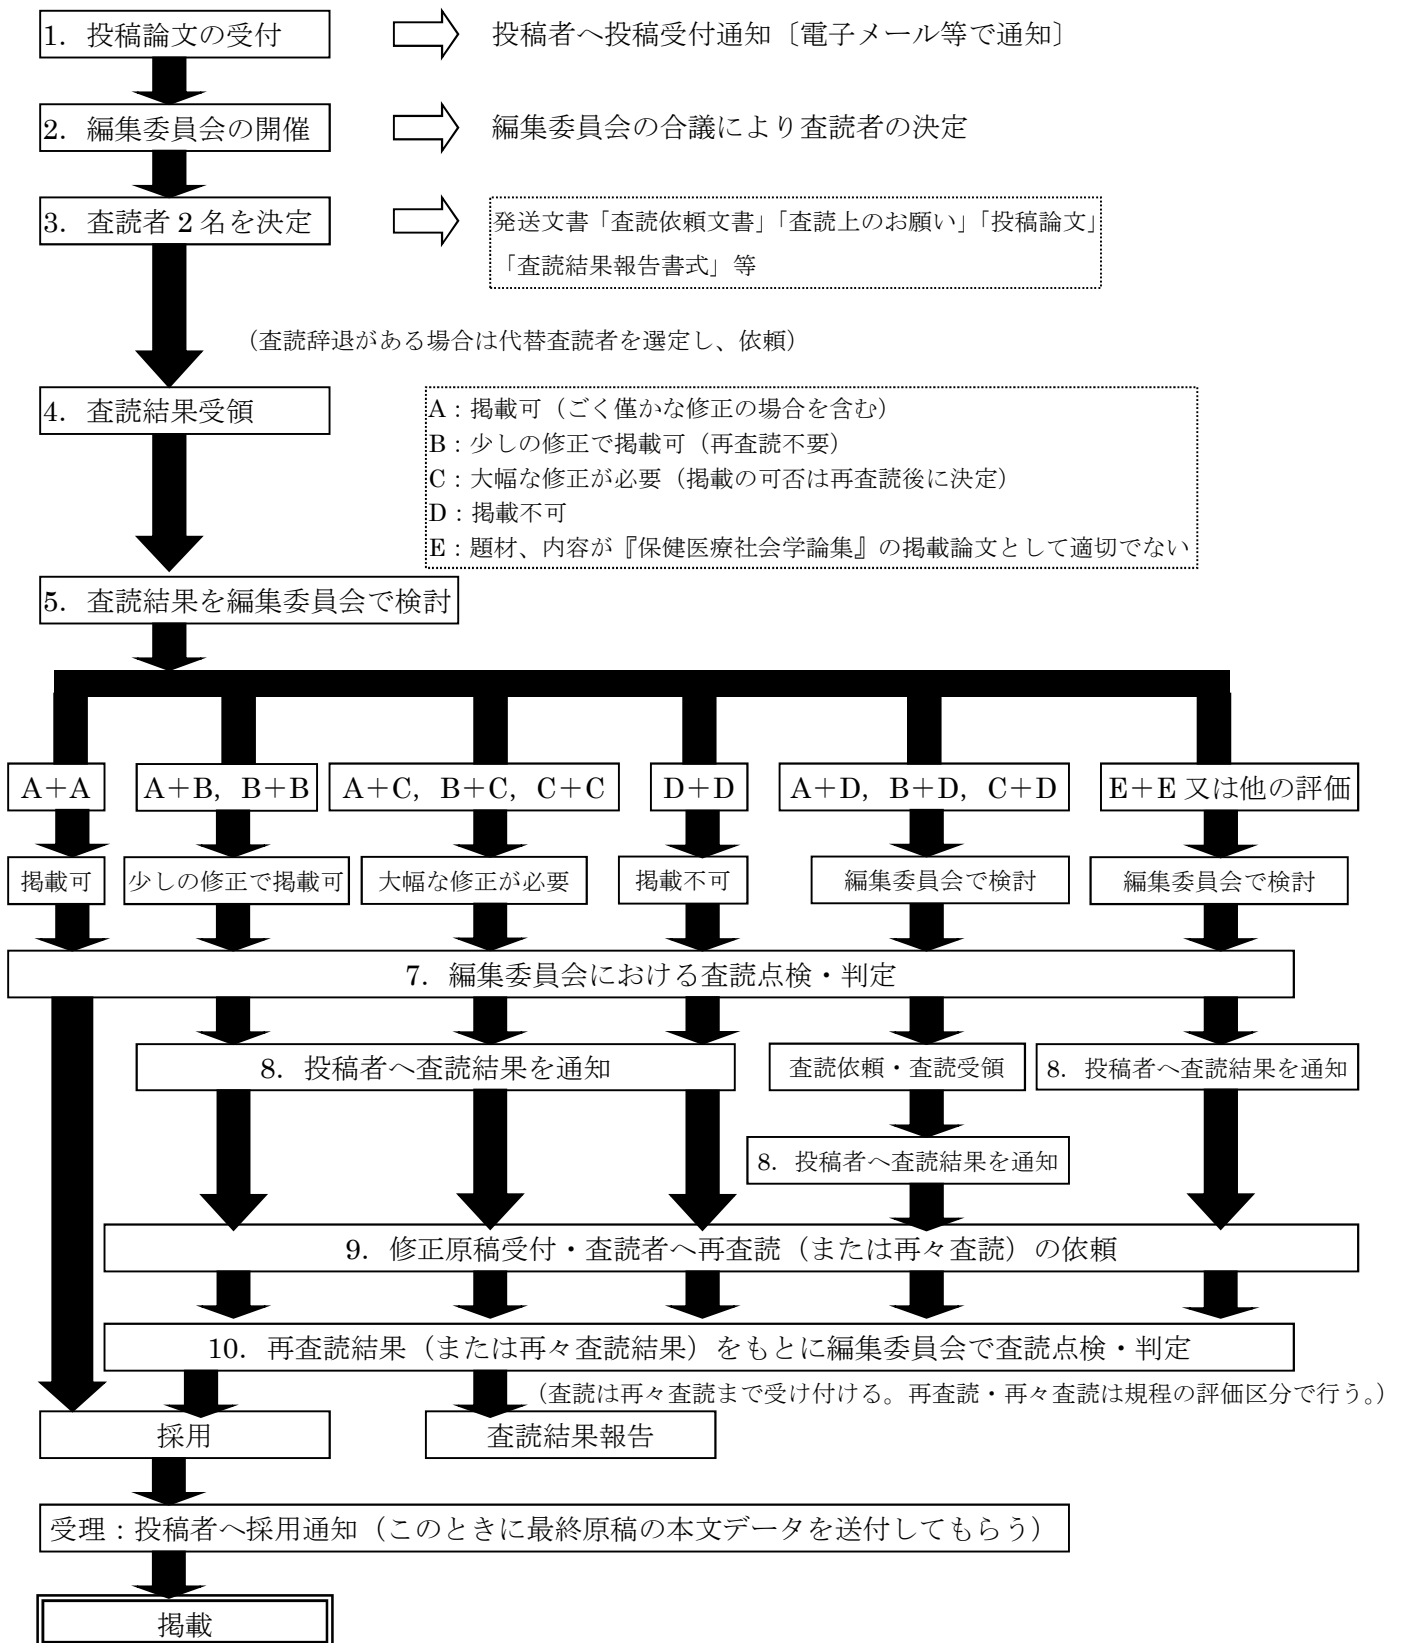 1. 投稿論文の受付
投稿者へ投稿受付通知〔電子メール等で通知〕
2. 編集委員会の開催
編集委員会の合議により査読者の決定
3. 査読者 2 名を決定
発送文書「査読依頼文書」「査読上のお願い」「投稿論文」
「査読結果報告書式」等
（査読辞退がある場合は代替査読者を選定し、依頼）
4. 査読結果受領
A：掲載可（ごく僅かな修正の場合を含む）
B：少しの修正で掲載可（再査読不要）
C：大幅な修正が必要（掲載の可否は再査読後に決定）
D：掲載不可
E：題材、内容が『保健医療社会学論集』の掲載論文として適切でない
5. 査読結果を編集委員会で検討
A＋A
A＋B, B＋B
A＋C, B＋C, C＋C
D＋D
A＋D, B＋D, C＋D
E＋E 又は他の評価
掲載可
少しの修正で掲載可
大幅な修正が必要
掲載不可
編集委員会で検討
編集委員会で検討
7. 編集委員会における査読点検・判定
8. 投稿者へ査読結果を通知
査読依頼・査読受領
8. 投稿者へ査読結果を通知
8. 投稿者へ査読結果を通知
9. 修正原稿受付・査読者へ再査読（または再々査読）の依頼
10. 再査読結果（または再々査読結果）をもとに編集委員会で査読点検・判定
（査読は再々査読まで受け付ける。再査読・再々査読は規程の評価区分で行う。）
採用
査読結果報告
受理：投稿者へ採用通知（このときに最終原稿の本文データを送付してもらう）
掲載